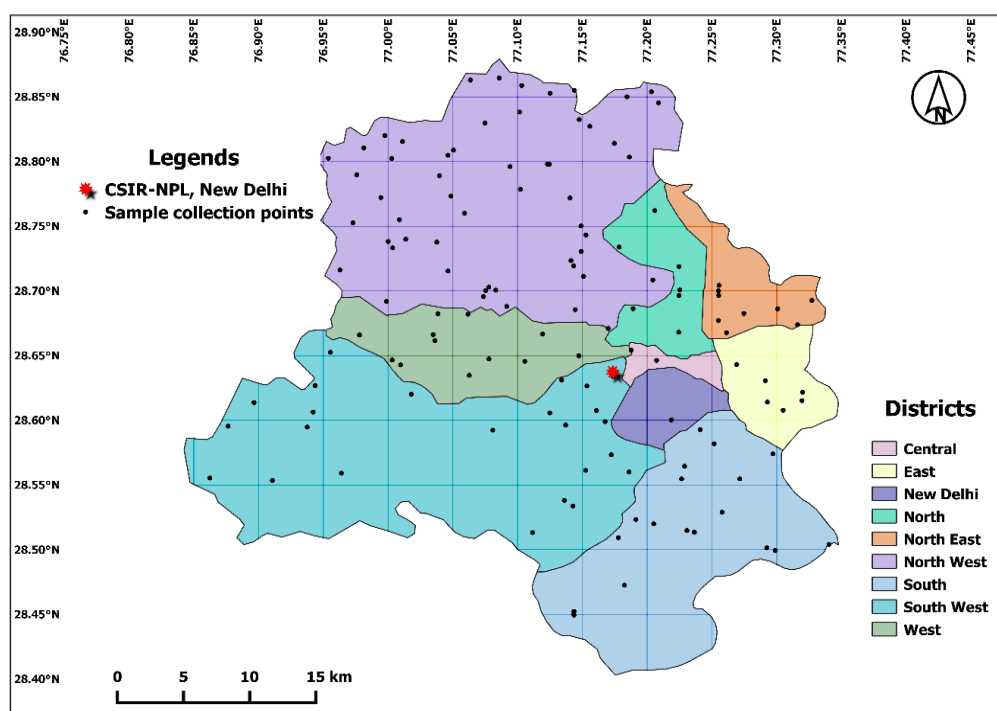 76.75°E
76.80°E
76.85°E
76.90°E
76.95°E
77.00°E
77.05°E
77.10°E
77.15°E
77.20°E
77.25°E
77.30°E
77.35°E
77.40°E
77.45°E
28.90°N
28.85°N
28.80°N
28.75°N
28.70°N
28.65°N
28.60°N
28.55°N
28.50°N
28.45°N
28.40°N
N
Legends
CSIR-NPL, New Delhi
Sample collection points
Districts
Central
East
New Delhi
North
North East
North West
South
South West
West
0 5 10 15 km